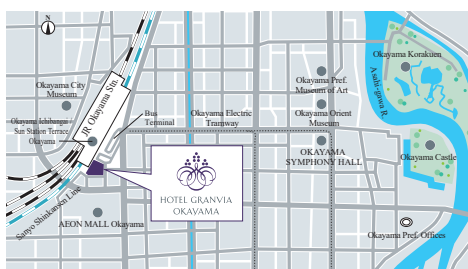 N
Okayama Korakuen
Asahi-gawa R.
Okayama City
Museum
JR Okayama Stn.
Okayama Pref.
Museum of Art
Okayama Ichibangai /
Sun Station Terrace
Okayama
Bus
Terminal
Okayama Electric
Tramway
Okayama Orient
Museum
OKAYAMA
SYMPHONY HALL
Okayama Castle
HOTEL GRANVIA
OKAYAMA
Sanyo Shinkansen Line
AEON MALL Okayama
Okayama Pref. Offices